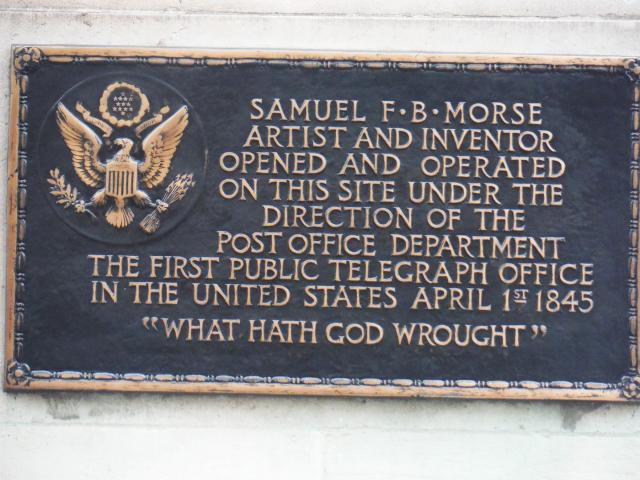 SAMUEL F·B·MORSE
ARTIST AND INVENTOR
OPENED AND OPERATED
ON THIS SITE UNDER THE
DIRECTION OF THE
POST OFFICE DEPARTMENT
THE FIRST PUBLIC TELEGRAPH OFFICE
IN THE UNITED STATES APRIL 1ST 1845
"WHAT HATH GOD WROUGHT"